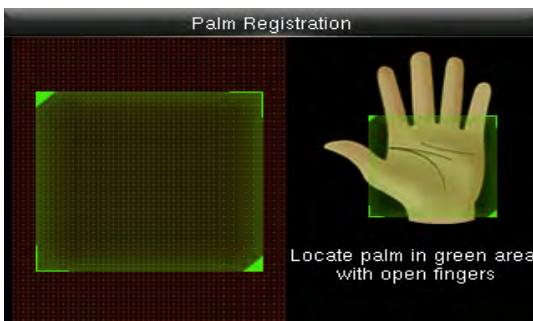 Palm Registration
Locate palm in green area
with open fingers